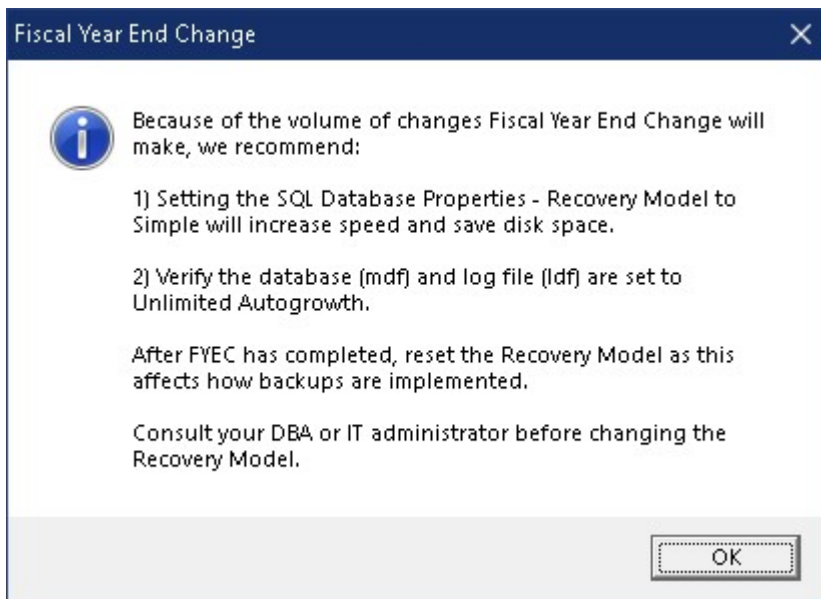 Fiscal Year End Change
Because of the volume of changes Fiscal Year End Change will
make, we recommend:
1) Setting the SQL Database Properties - Recovery Model to
Simple will increase speed and save disk space.
2) Verify the database (mdf) and log file (ldf) are set to
Unlimited Autogrowth.
After FYEC has completed, reset the Recovery Model as this
affects how backups are implemented.
Consult your DBA or IT administrator before changing the
Recovery Model.
OK